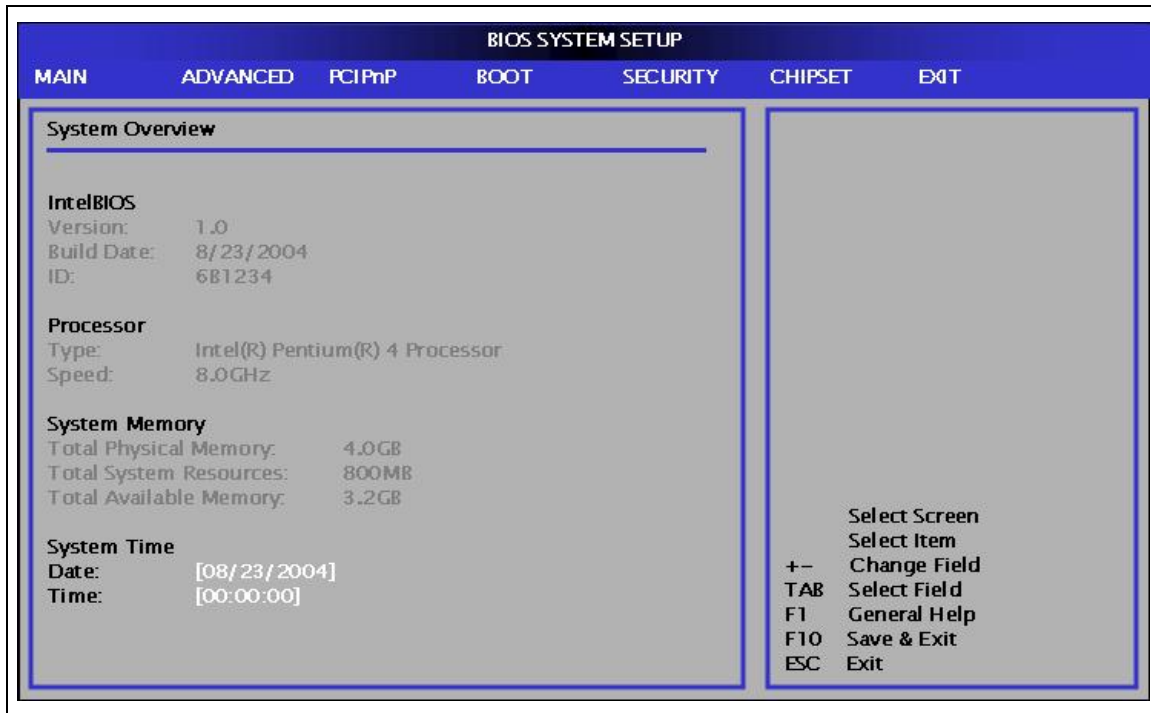 BIOS SYSTEM SETUP
MAIN ADVANCED PCIPnP BOOT SECURITY CHIPSET EXIT
System Overview
IntelBIOS
Version: 1.0
Build Date: 8/23/2004
ID: 6B1234
Processor
Type: Intel(R) Pentium(R) 4 Processor
Speed: 8.0GHz
System Memory
Total Physical Memory: 4.0GB
Total System Resources: 800MB
Total Available Memory: 3.2GB
System Time
Date: [08/23/2004]
Time: [00:00:00]
Select Screen
Select Item
+- Change Field
TAB Select Field
F1 General Help
F10 Save & Exit
ESC Exit